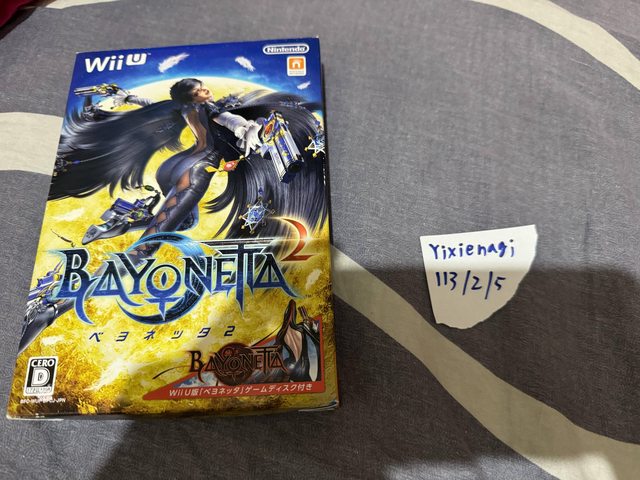 Wii U
Nintendo
BAYONETTA 2
ベヨネッタ2
BAYONETTA
Wii U版「ベヨネッタ」ゲームディスク付き
CERO
D
Yixienagi
113/2/5